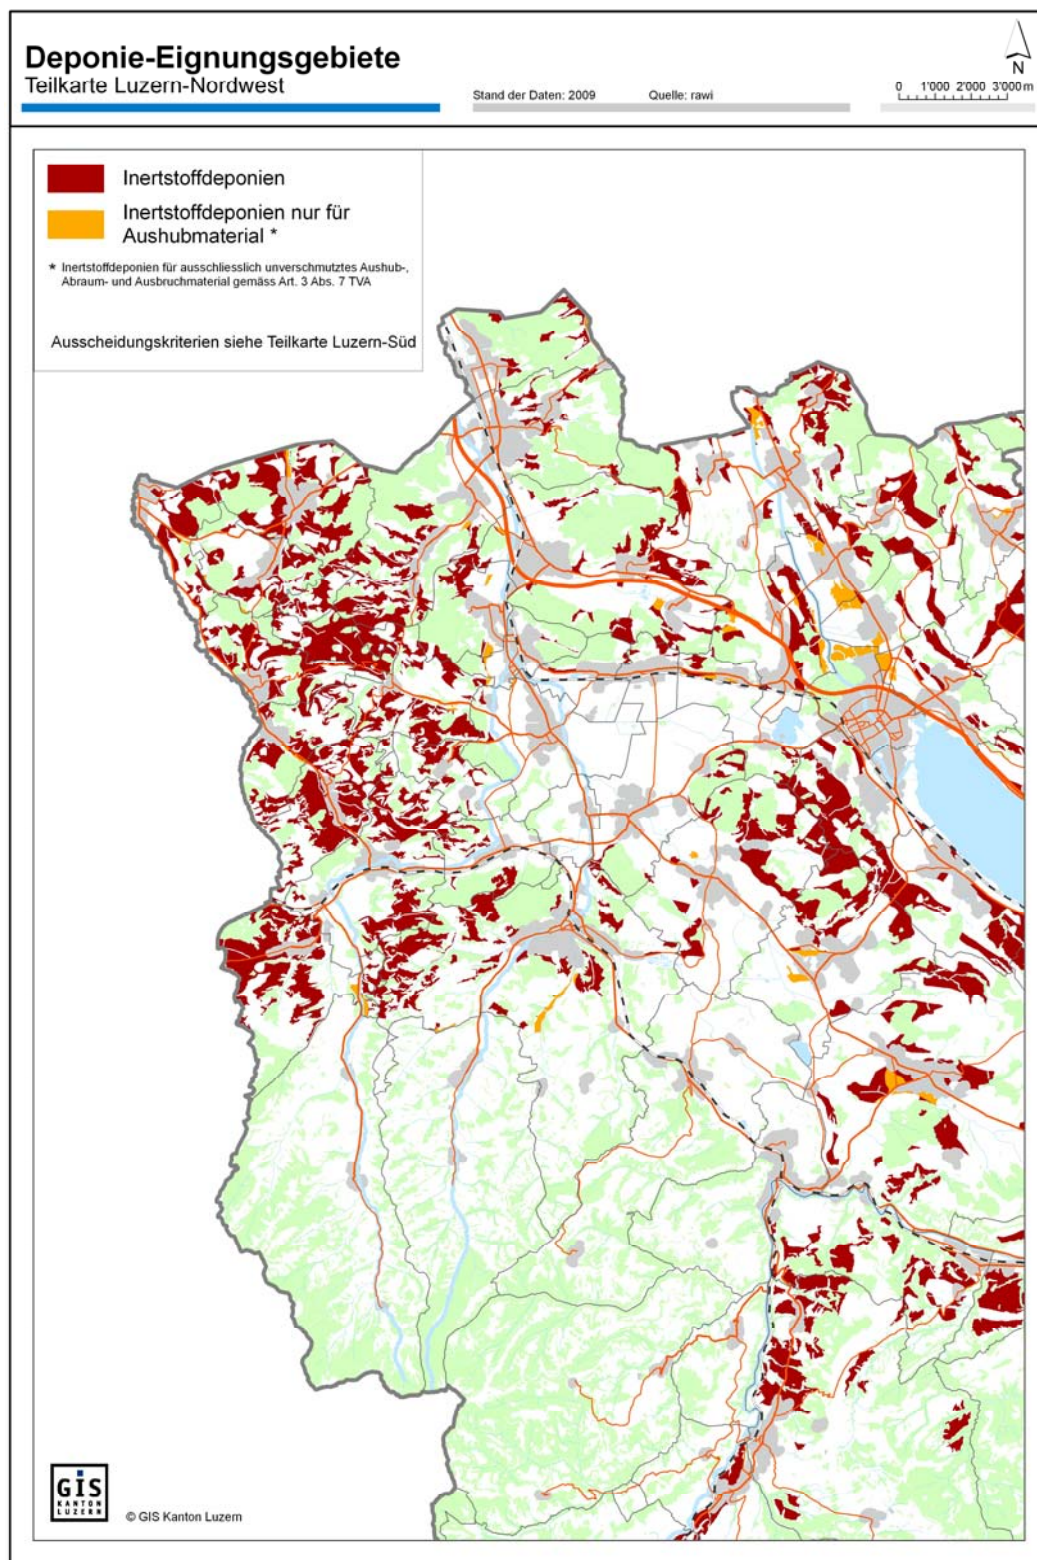 Deponie-Eignungsgebiete
Teilkarte Luzern-Nordwest
Stand der Daten: 2009 Quelle: rawi
0 1'000 2'000 3'000 m
N
Inertstoffdeponien
Inertstoffdeponien nur für
Aushubmaterial *
* Inertstoffdeponien für ausschliesslich unverschmutztes Aushub-,
Abraum- und Ausbruchmaterial gemäss Art. 3 Abs. 7 TVA
Ausscheidungskriterien siehe Teilkarte Luzern-Süd
GiS
KANTON
LUZERN
© GIS Kanton Luzern